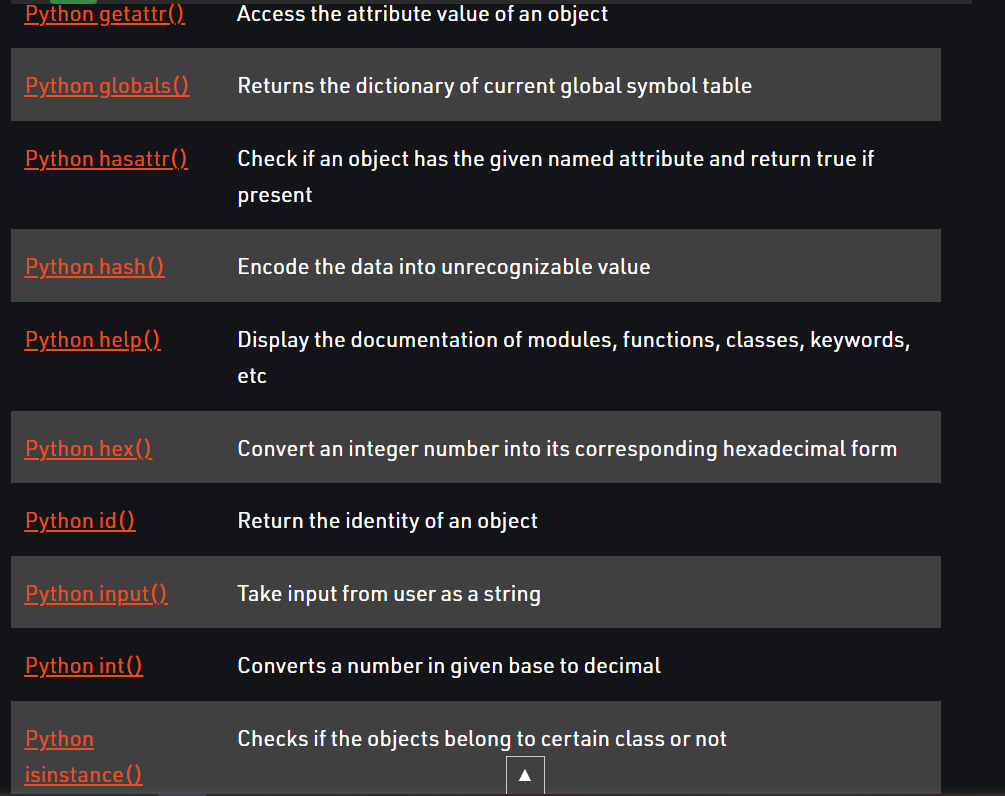 Python getattr() Access the attribute value of an object
Python globals() Returns the dictionary of current global symbol table
Python hasattr() Check if an object has the given named attribute and return true if
present
Python hash() Encode the data into unrecognizable value
Python help() Display the documentation of modules, functions, classes, keywords,
etc
Python hex() Convert an integer number into its corresponding hexadecimal form
Python id() Return the identity of an object
Python input() Take input from user as a string
Python int() Converts a number in given base to decimal
Python Checks if the objects belong to certain class or not
isinstance()